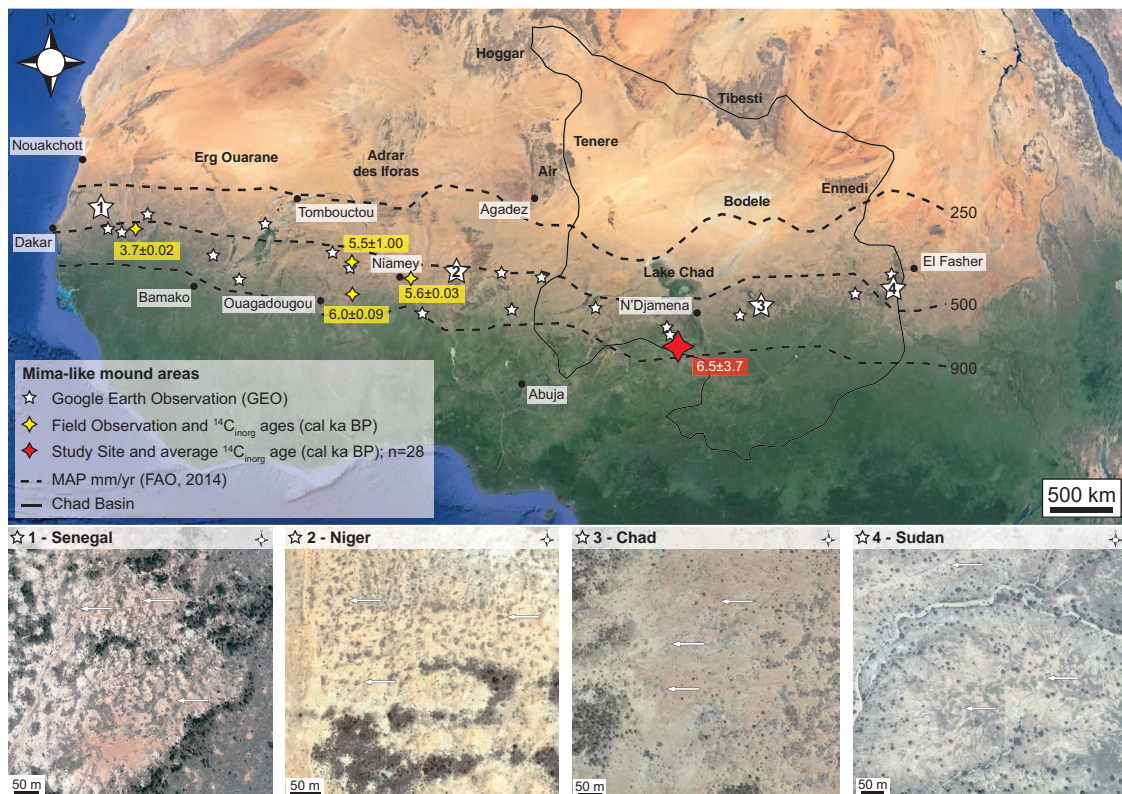 N
Hoggar
Tibesti
Nouakchott
Tenere
Erg Ouarane
Adrar
des Iforas
Air
Ennedi
1
Tombouctou
Agadez
Bodele
250
Dakar
3.7±0.02
5.5±1.00
Niamey
2
Lake Chad
El Fasher
4
Bamako
Ouagadougou
5.6±0.03
N'Djamena
3
500
6.0±0.09
6.5±3.7
900
Abuja
Mima-like mound areas
Google Earth Observation (GEO)
Field Observation and ¹⁴C inorg ages (cal ka BP)
Study Site and average ¹⁴C inorg age (cal ka BP); n=28
MAP mm/yr (FAO, 2014)
Chad Basin
500 km
1 - Senegal
2 - Niger
3 - Chad
4 - Sudan
50 m
50 m
50 m
50 m